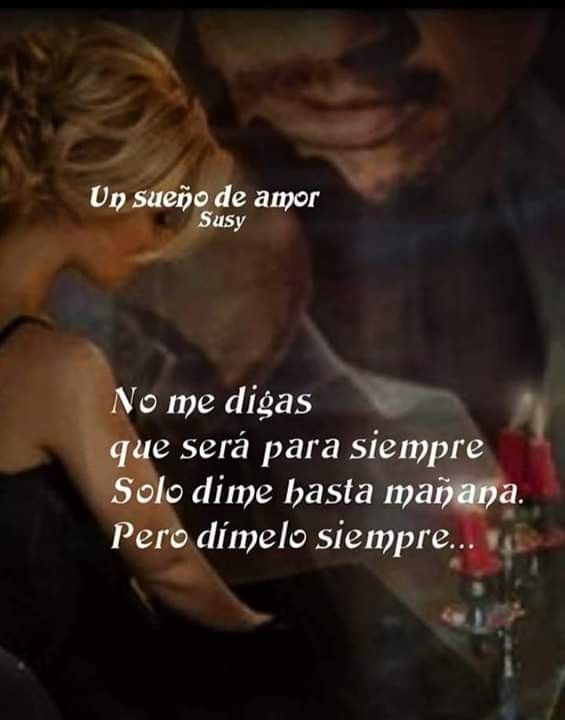 Un sueño de amor
Susy
No me digas
que será para siempre
Solo dime hasta mañana.
Pero dímelo siempre...